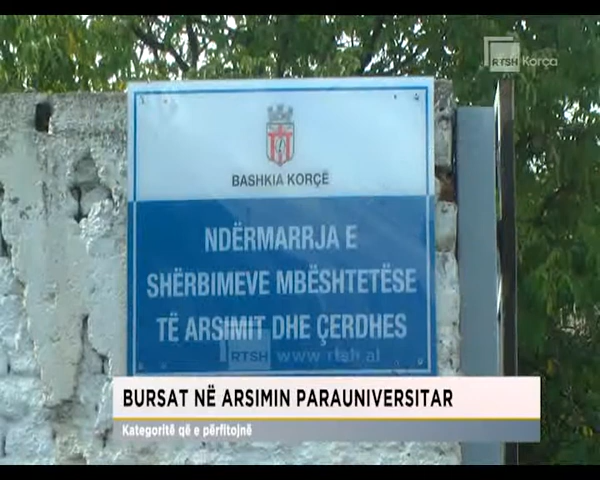 RTSH Korça
BASHKIA KORÇË
NDËRMARRJA E
SHËRBIMEVE MBËSHTETËSE
TË ARSIMIT DHE ÇERDHES
RTSH www.rtsh.al
BURSAT NË ARSIMIN PARAUNIVERSITAR
Kategoritë që e përfitojnë